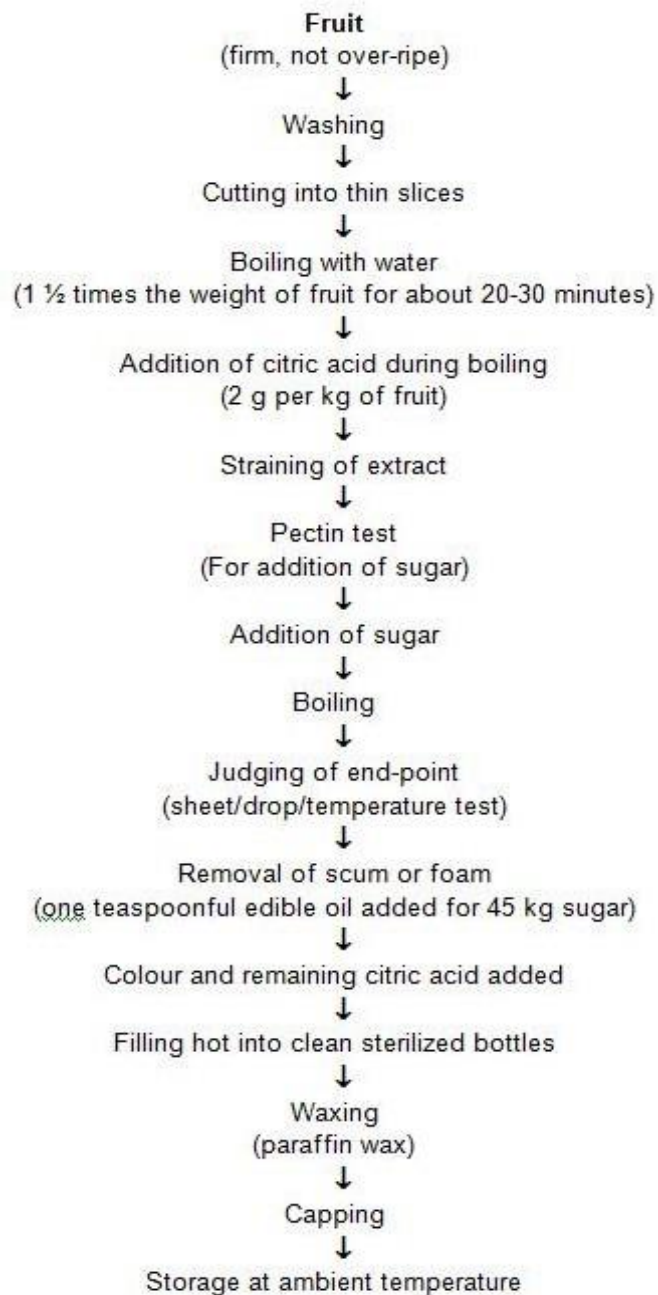 Fruit
(firm, not over-ripe)
↓
Washing
↓
Cutting into thin slices
↓
Boiling with water
(1 ½ times the weight of fruit for about 20-30 minutes)
↓
Addition of citric acid during boiling
(2 g per kg of fruit)
↓
Straining of extract
↓
Pectin test
(For addition of sugar)
↓
Addition of sugar
↓
Boiling
↓
Judging of end-point
(sheet/drop/temperature test)
↓
Removal of scum or foam
(one teaspoonful edible oil added for 45 kg sugar)
↓
Colour and remaining citric acid added
↓
Filling hot into clean sterilized bottles
↓
Waxing
(paraffin wax)
↓
Capping
↓
Storage at ambient temperature